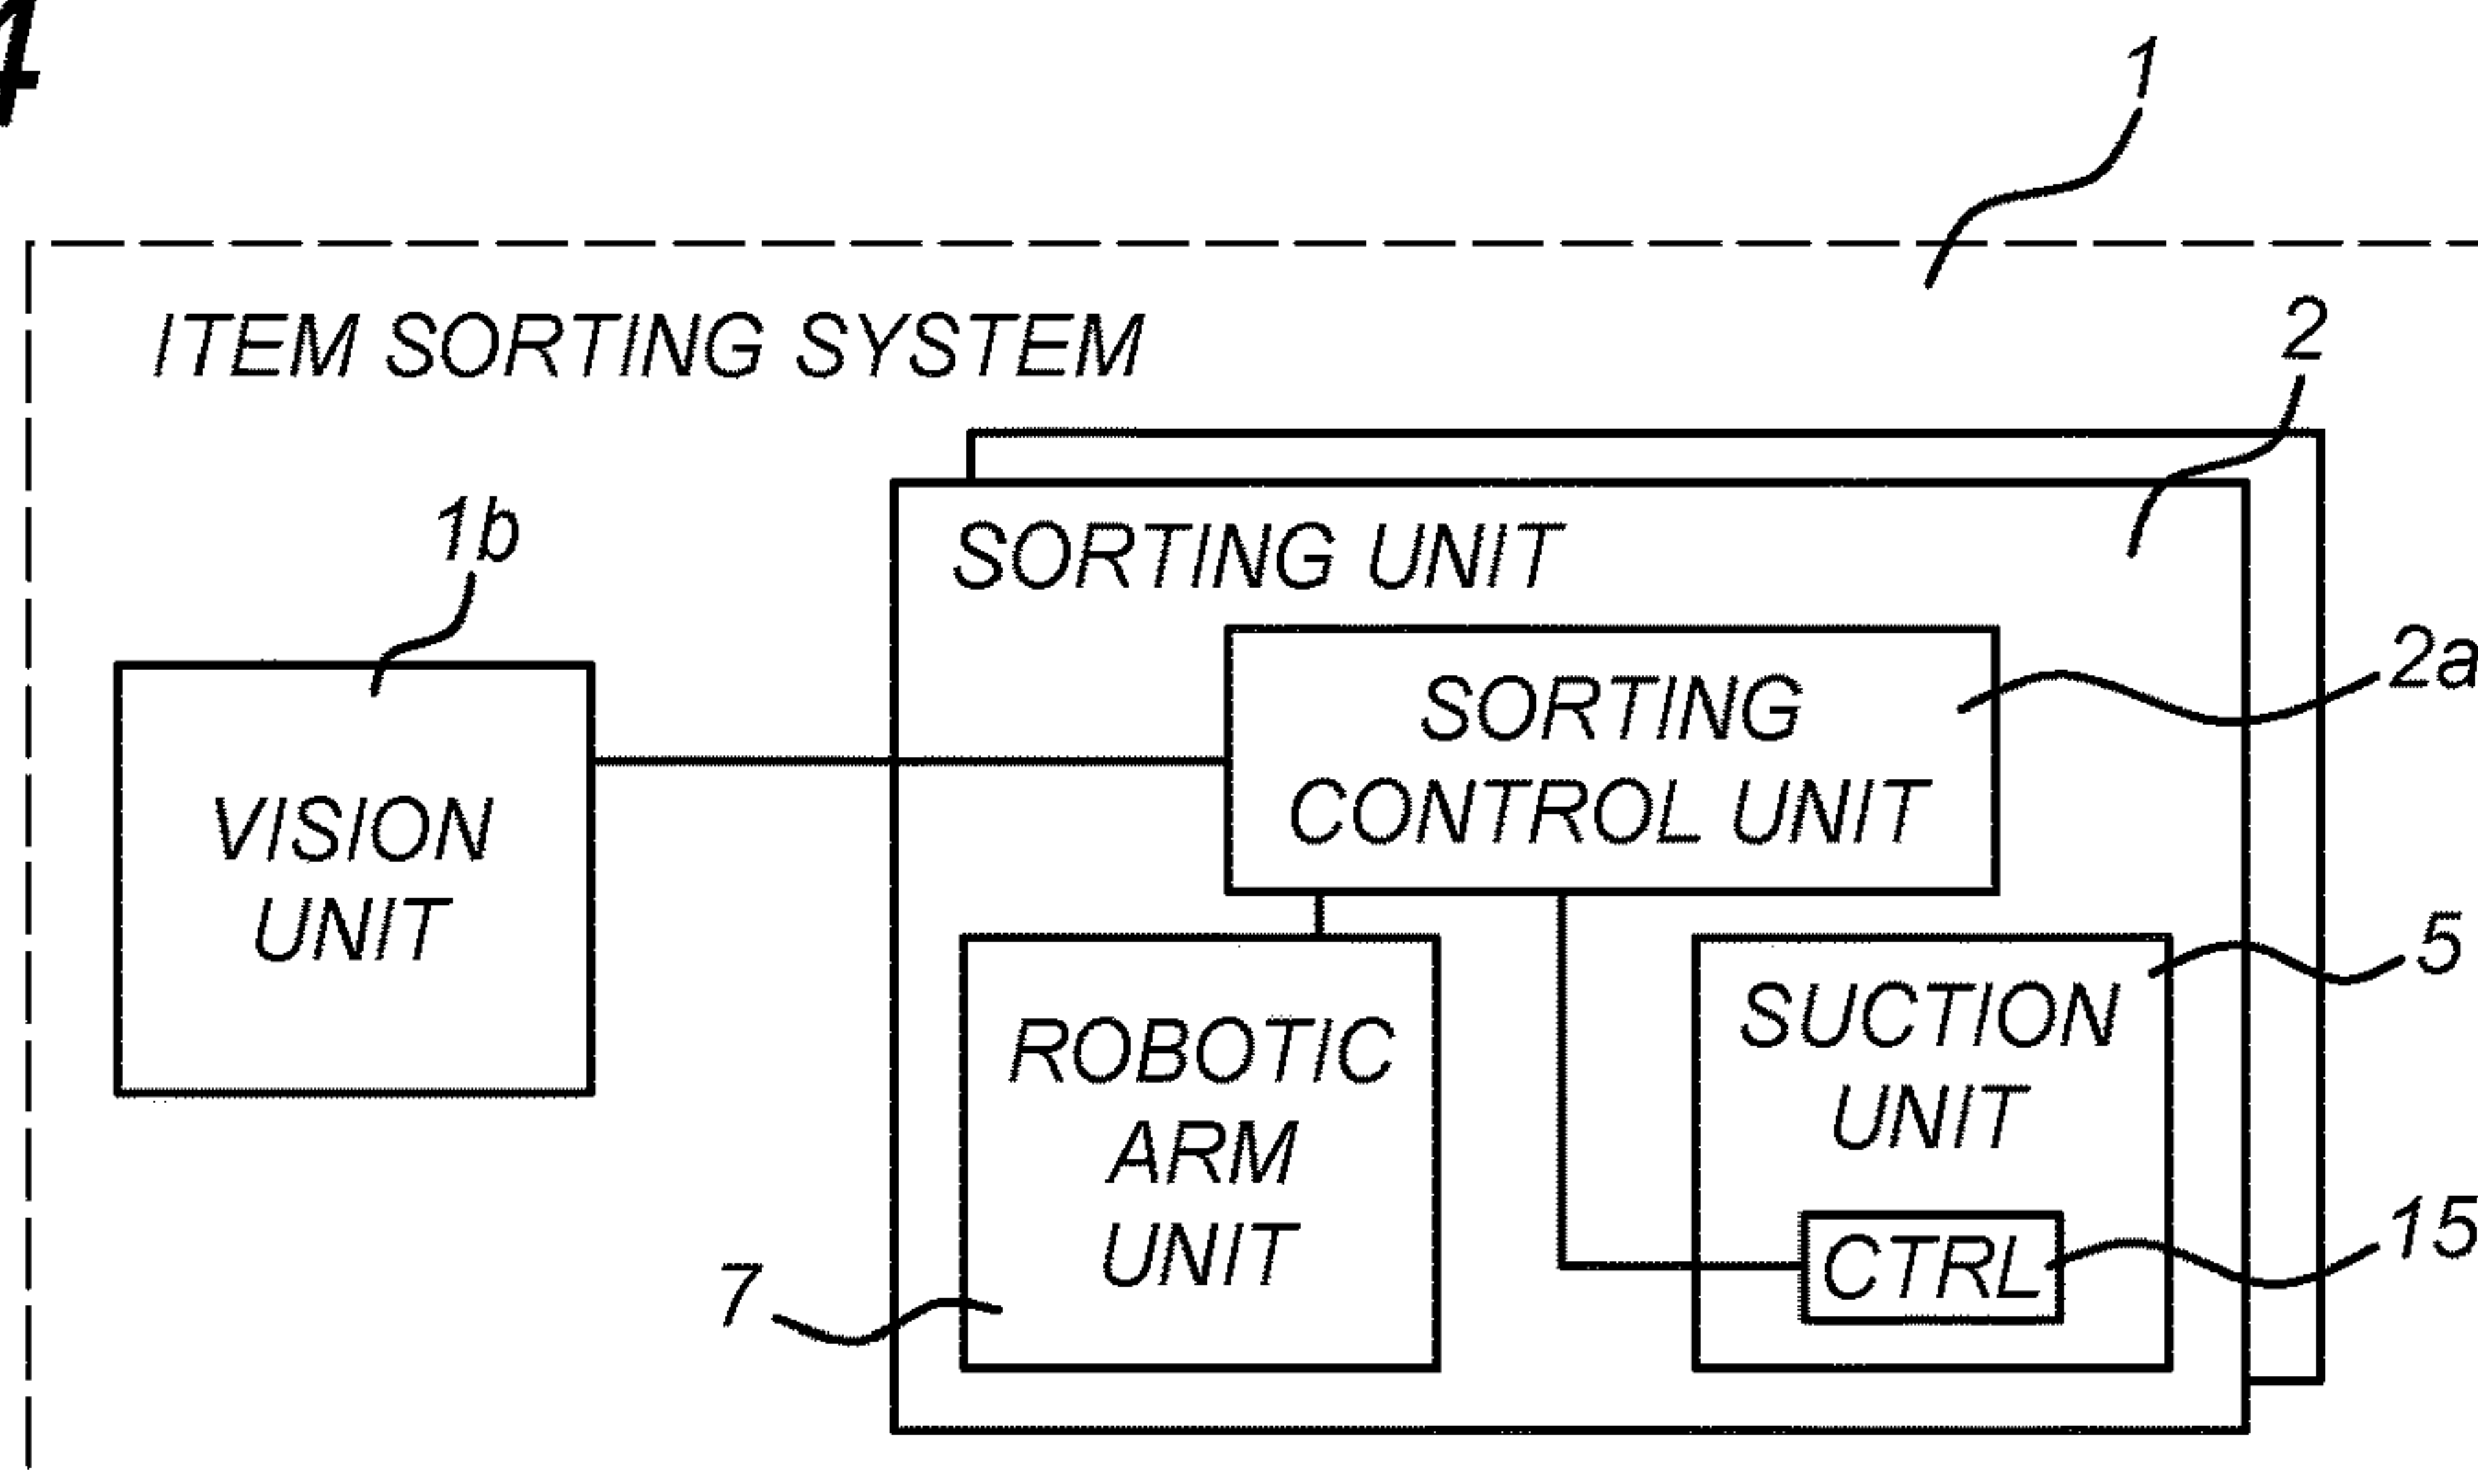 4
1
ITEM SORTING SYSTEM
2
1b
SORTING UNIT
2a
SORTING
CONTROL UNIT
VISION
UNIT
5
SUCTION
UNIT
ROBOTIC
ARM
UNIT
15
CTRL
7